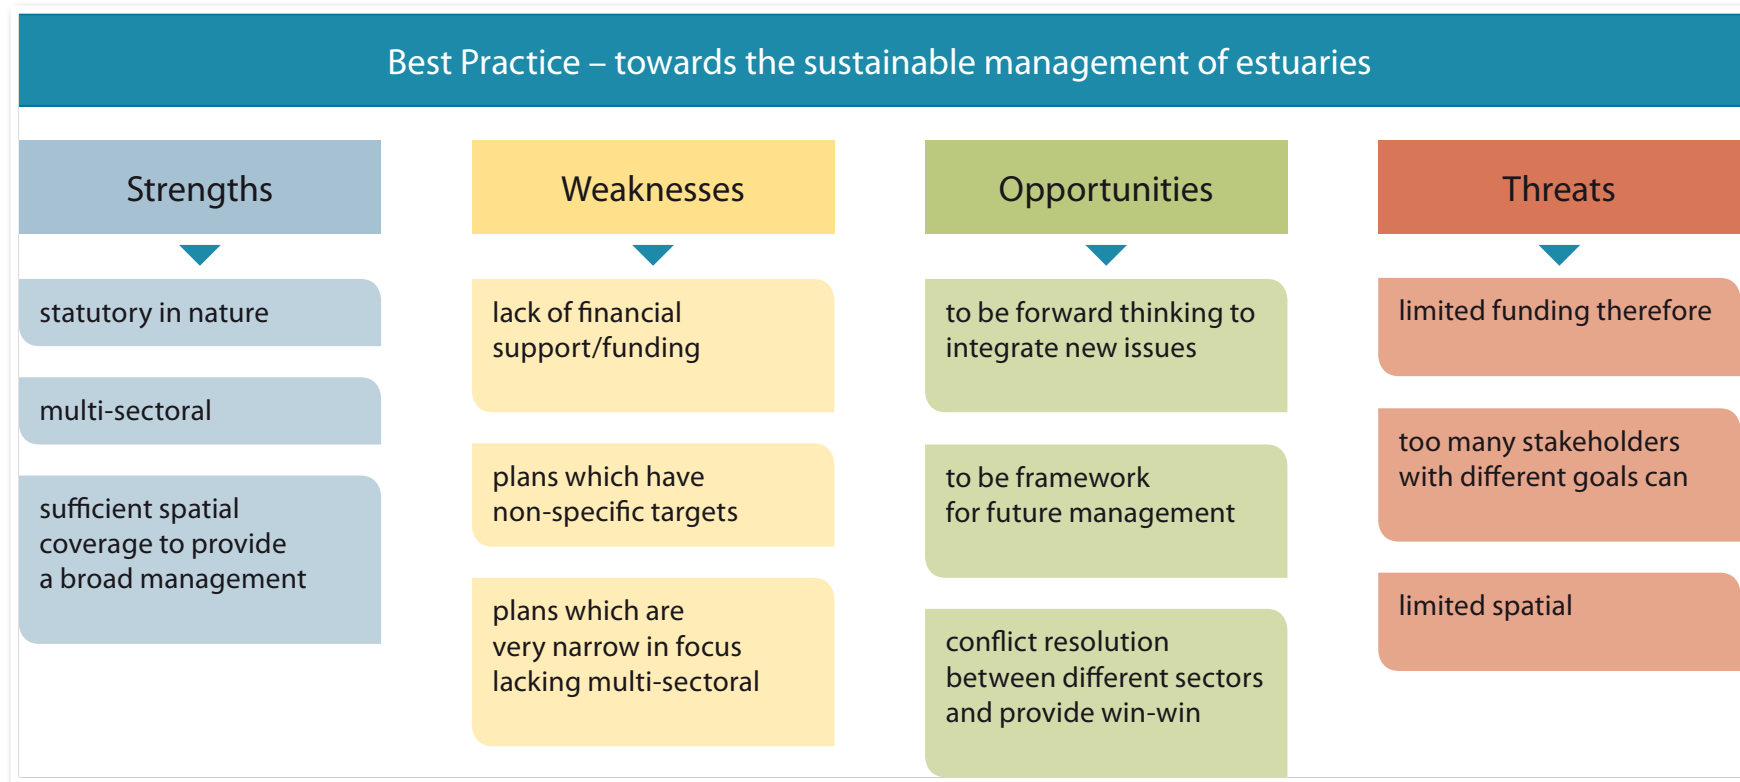 Best Practice – towards the sustainable management of estuaries
Strengths
statutory in nature
multi-sectoral
sufficient spatial
coverage to provide
a broad management
Weaknesses
lack of financial
support/funding
plans which have
non-specific targets
plans which are
very narrow in focus
lacking multi-sectoral
Opportunities
to be forward thinking to
integrate new issues
to be framework
for future management
conflict resolution
between different sectors
and provide win-win
Threats
limited funding therefore
too many stakeholders
with different goals can
limited spatial